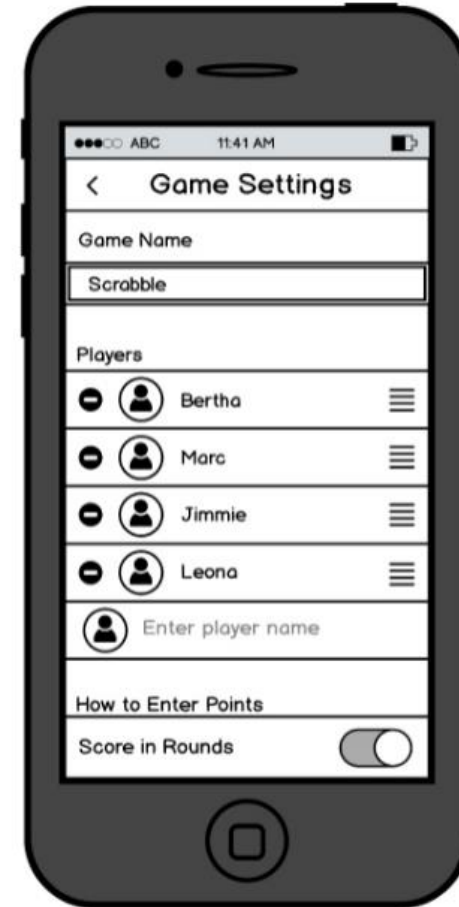 ABC 11:41 AM
Game Settings
Game Name
Scrabble
Players
Bertha
Marc
Jimmie
Leona
Enter player name
How to Enter Points
Score in Rounds